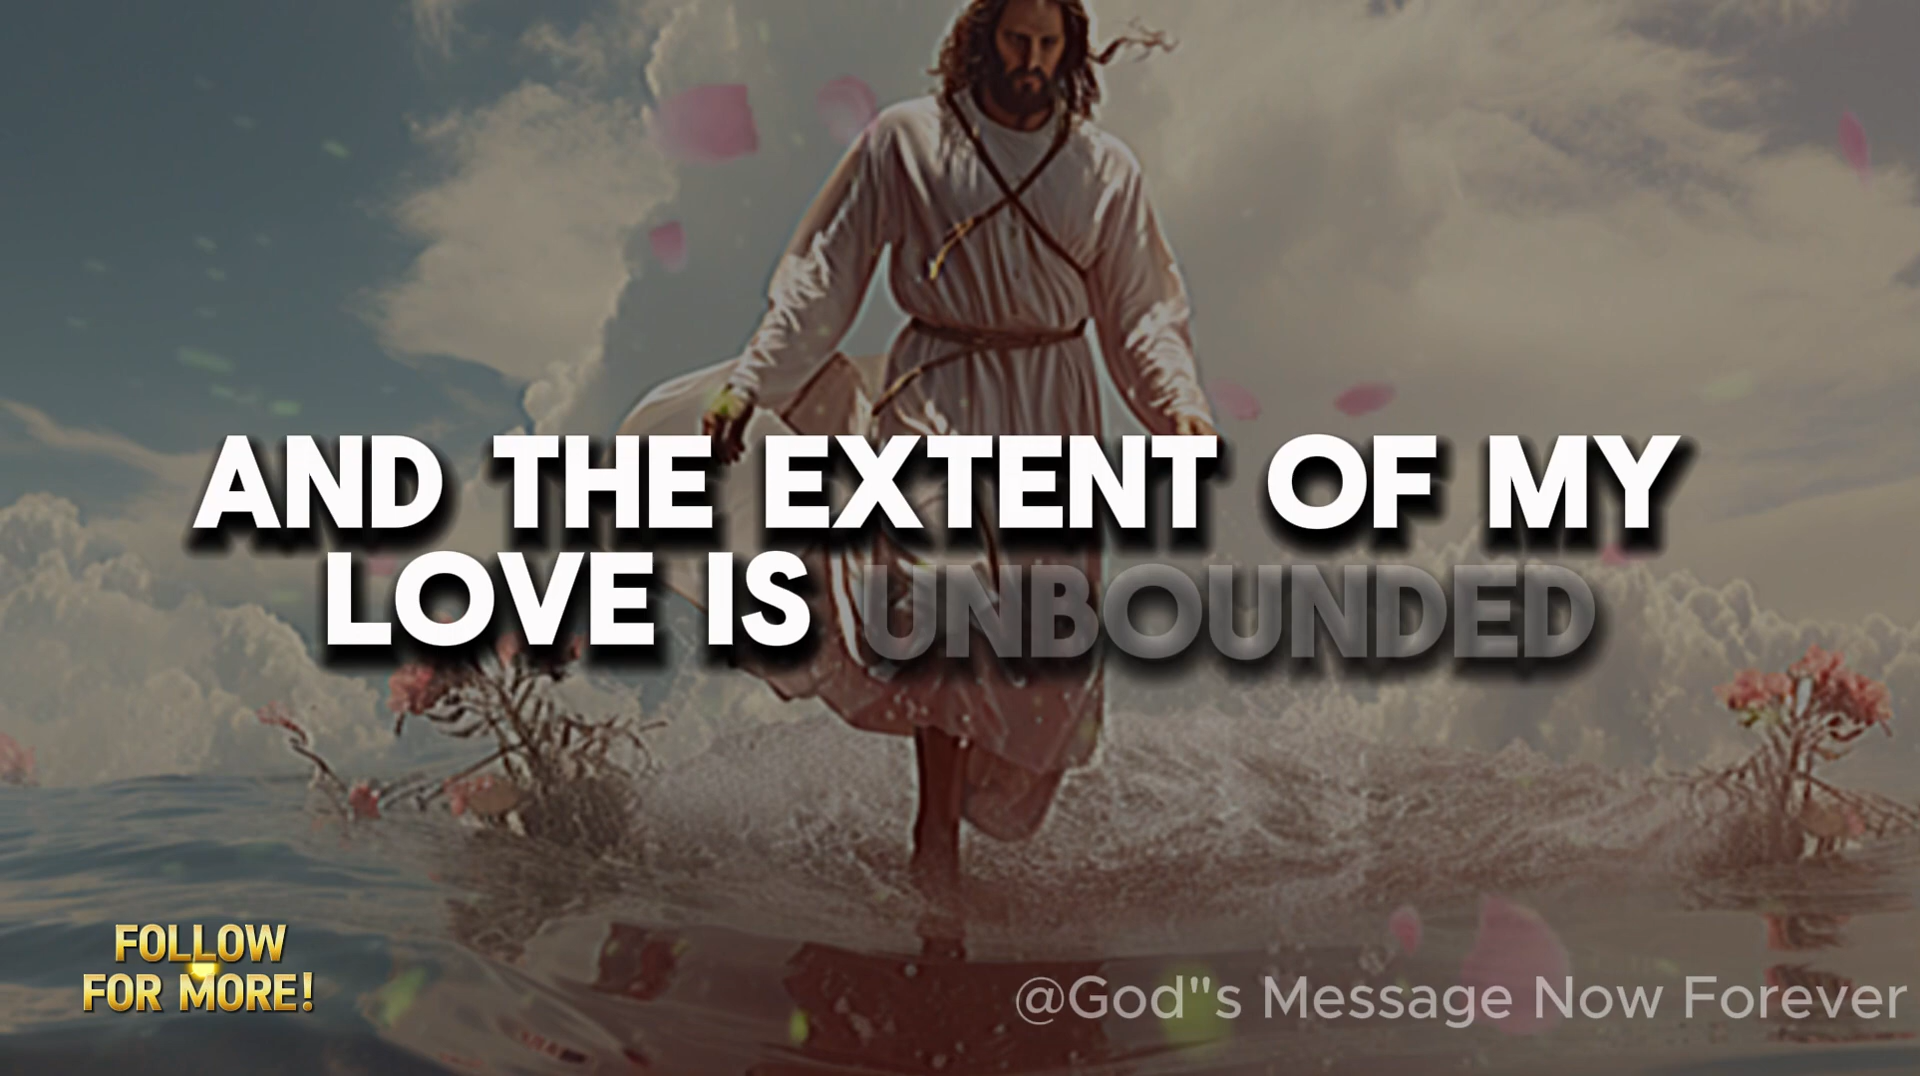 AND THE EXTENT OF MY
LOVE IS UNBOUNDED
FOLLOW
FOR MORE!
@God"s Message Now Forever